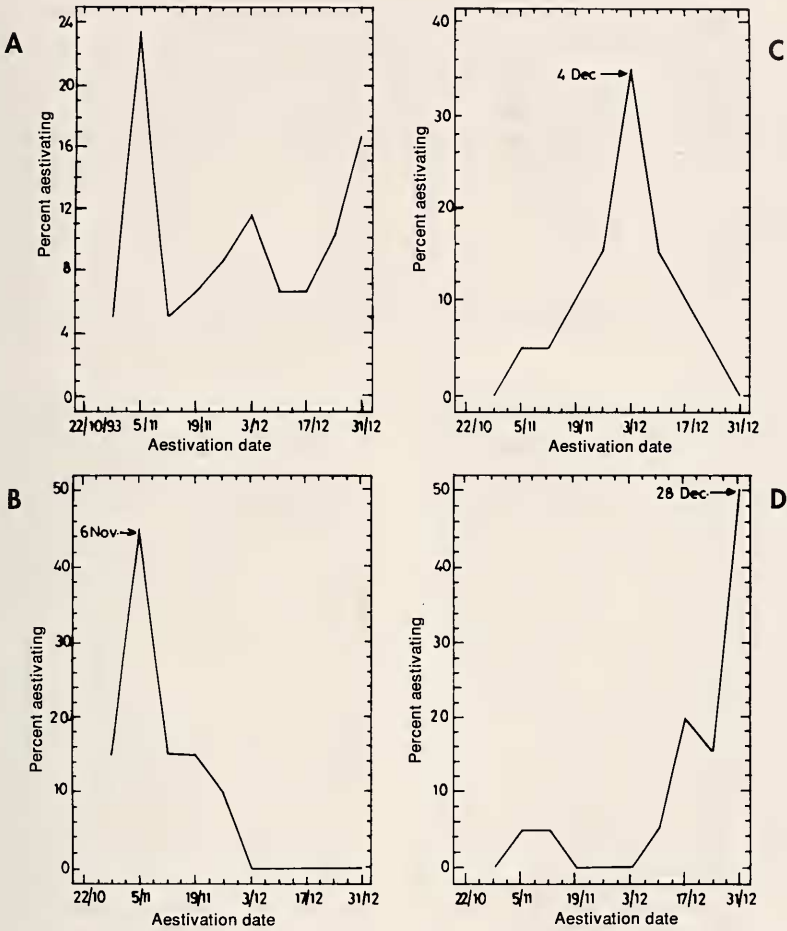 A
24
20
16
12
8
4
0
Percent aestivating
22/10/93 5/11 19/11 3/12 17/12 31/12
Aestivation date
C
40
30
20
10
0
Percent aestivating
4 Dec
22/10 5/11 19/11 3/12 17/12 31/12
Aestivation date
B
50
40
30
20
10
0
Percent aestivating
6 Nov.
22/10 5/11 19/11 3/12 17/12 31/12
Aestivation date
D
50
40
30
20
10
0
Percent aestivating
28 Dec.
22/10 5/11 19/11 3/12 17/12 31/12
Aestivation date